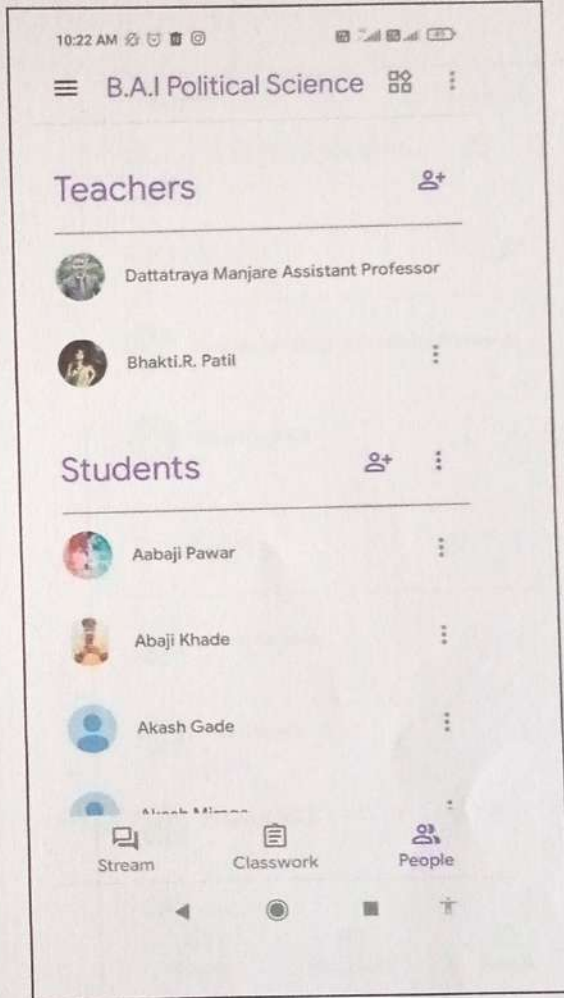 10:22 AM
B.A.I Political Science
Teachers
Dattatraya Manjare Assistant Professor
Bhakti.R. Patil
Students
Aabaji Pawar
Abaji Khade
Akash Gade
Stream
Classwork
People